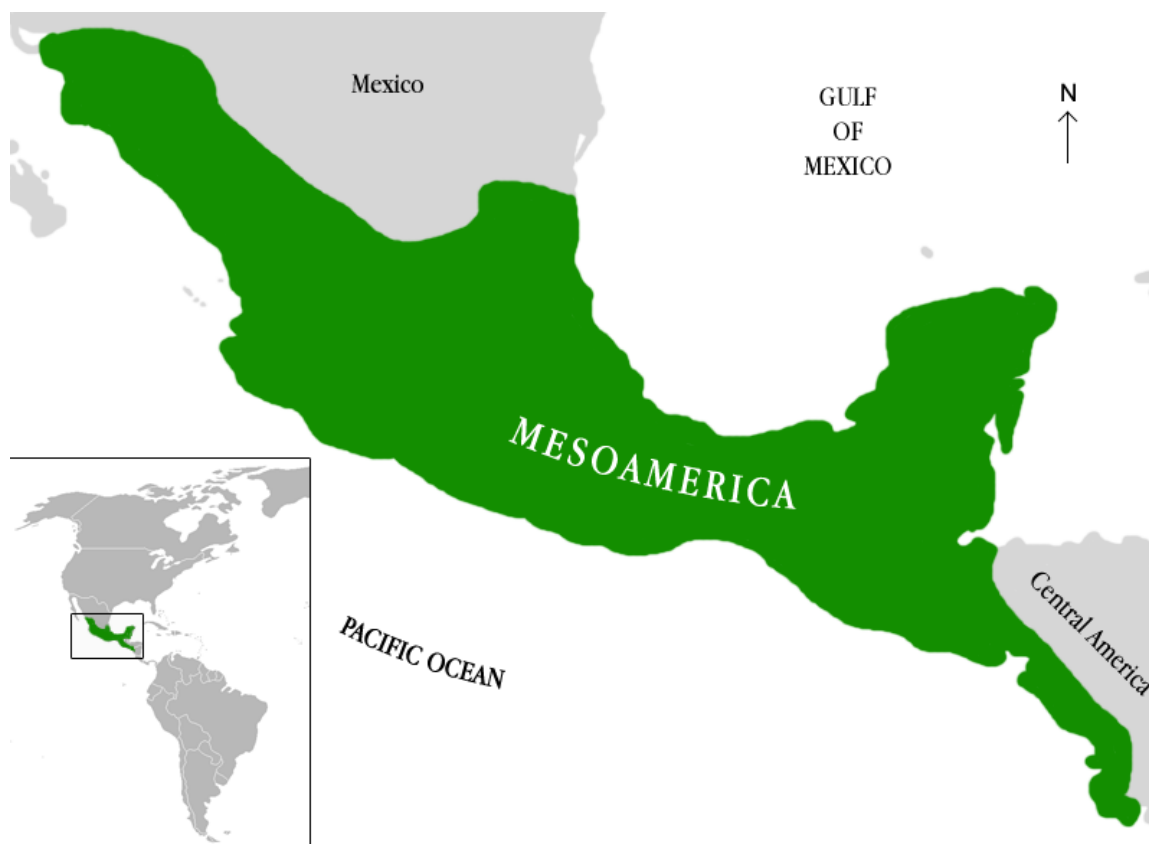 Mexico
GULF
OF
MEXICO
N
MESOAMERICA
Central America
PACIFIC OCEAN